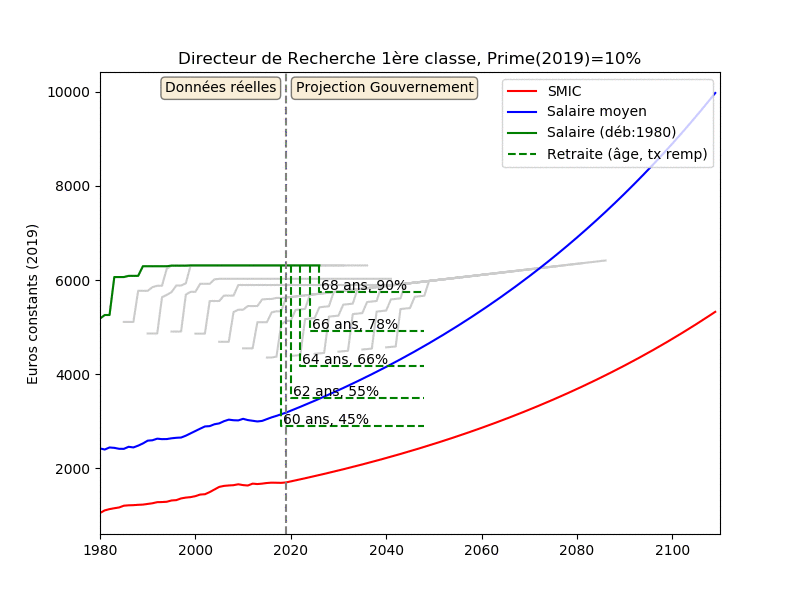 Directeur de Recherche 1ère classe, Prime(2019)=10%
Données réelles
Projection Gouvernement
SMIC
Salaire moyen
Salaire (déb:1980)
Retraite (âge, tx remp)
Euros constants (2019)
10000
8000
6000
4000
2000
68 ans, 90%
66 ans, 78%
64 ans, 66%
62 ans, 55%
60 ans, 45%
1980
2000
2020
2040
2060
2080
2100